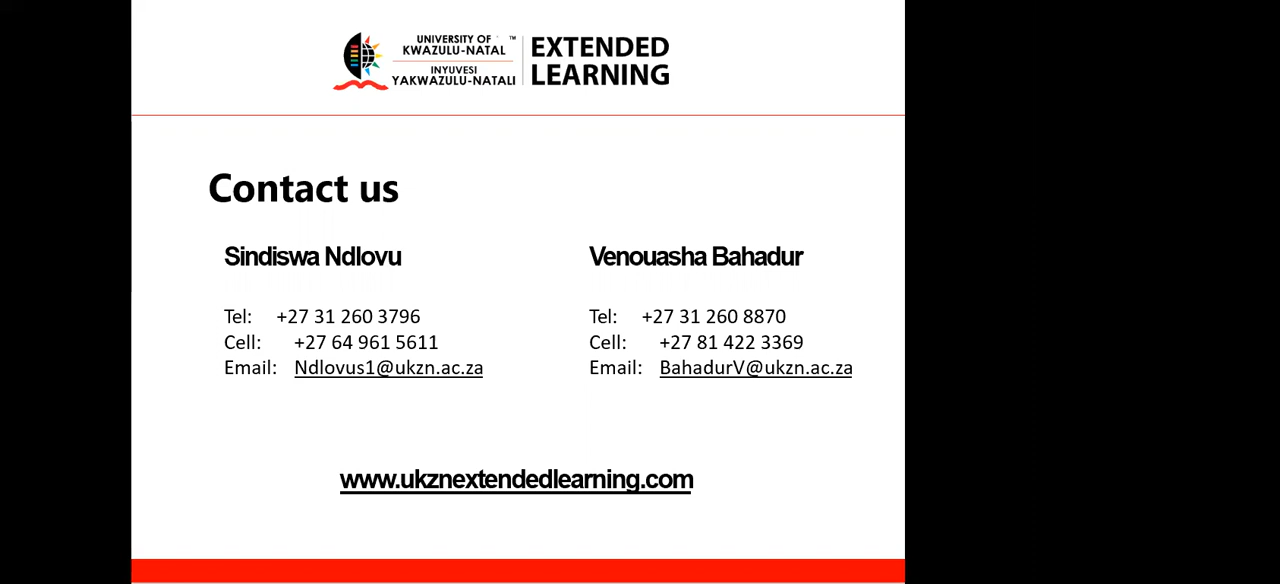 UNIVERSITY OF ™
KWAZULU-NATAL
INYUVESI
YAKWAZULU-NATALI
EXTENDED
LEARNING
Contact us
Sindiswa Ndlovu
Tel: +27 31 260 3796
Cell: +27 64 961 5611
Email: Ndlovus1@ukzn.ac.za
Venouasha Bahadur
Tel: +27 31 260 8870
Cell: +27 81 422 3369
Email: BahadurV@ukzn.ac.za
www.ukznextendedlearning.com